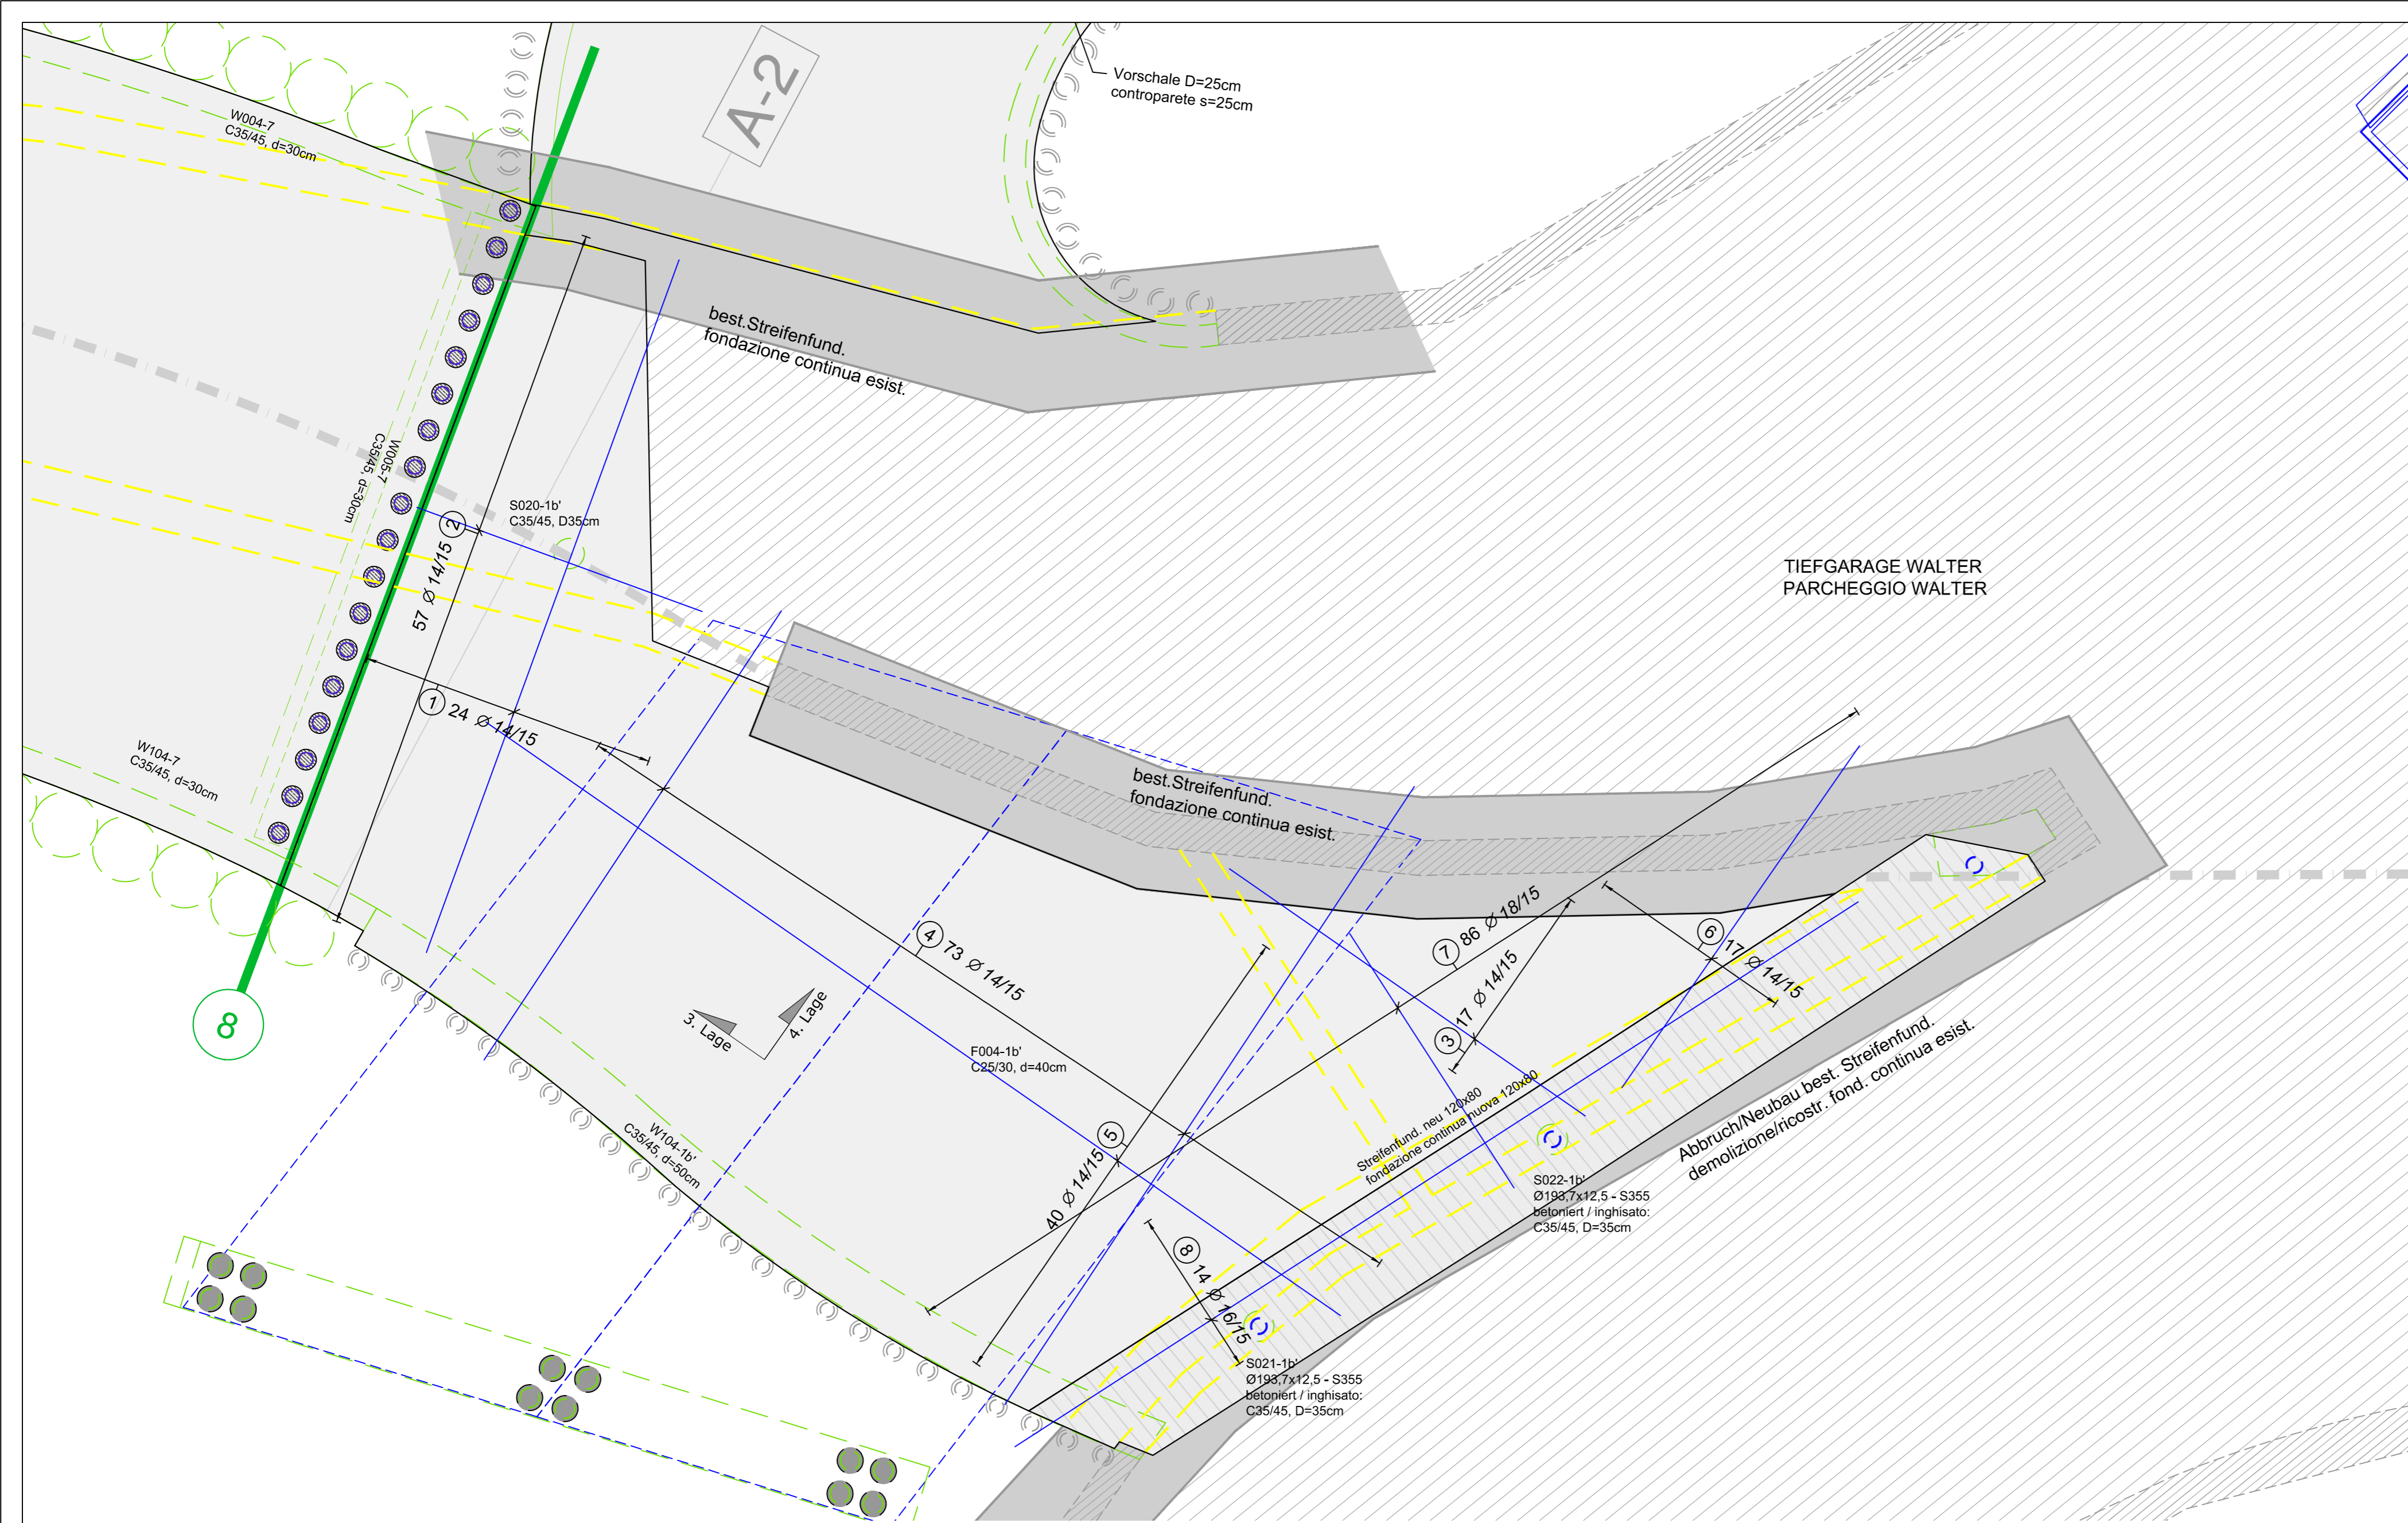 A-2
Vorschale D=25cm
controparete s=25cm
W004-7
C35/45, d=30cm
best.Streifenfund.
fondazione continua esist.
W005-7
C35/45, d=30cm
S020-1b'
C35/45, D35cm
2
57 Ø 14/15
TIEFGARAGE WALTER
PARCHEGGIO WALTER
1 24 Ø 14/15
W104-7
C35/45, d=30cm
best.Streifenfund.
fondazione continua esist.
4 73 Ø 14/15
7 86 Ø 18/15
6 17 Ø 14/15
3 17 Ø 14/15
8
3. Lage
4. Lage
F004-1b'
C25/30, d=40cm
5
40 Ø 14/15
Streifenfund. neu 120x80
fondazione continua nuova 120x80
Abbruch/Neubau best. Streifenfund.
demolizione/ricostr. fond. continua esist.
W104-1b'
C35/45, d=50cm
S022-1b'
Ø193,7x12,5 - S355
betoniert / inghisato:
C35/45, D=35cm
8 14 Ø 16/15
S021-1b'
Ø193,7x12,5 - S355
betoniert / inghisato:
C35/45, D=35cm